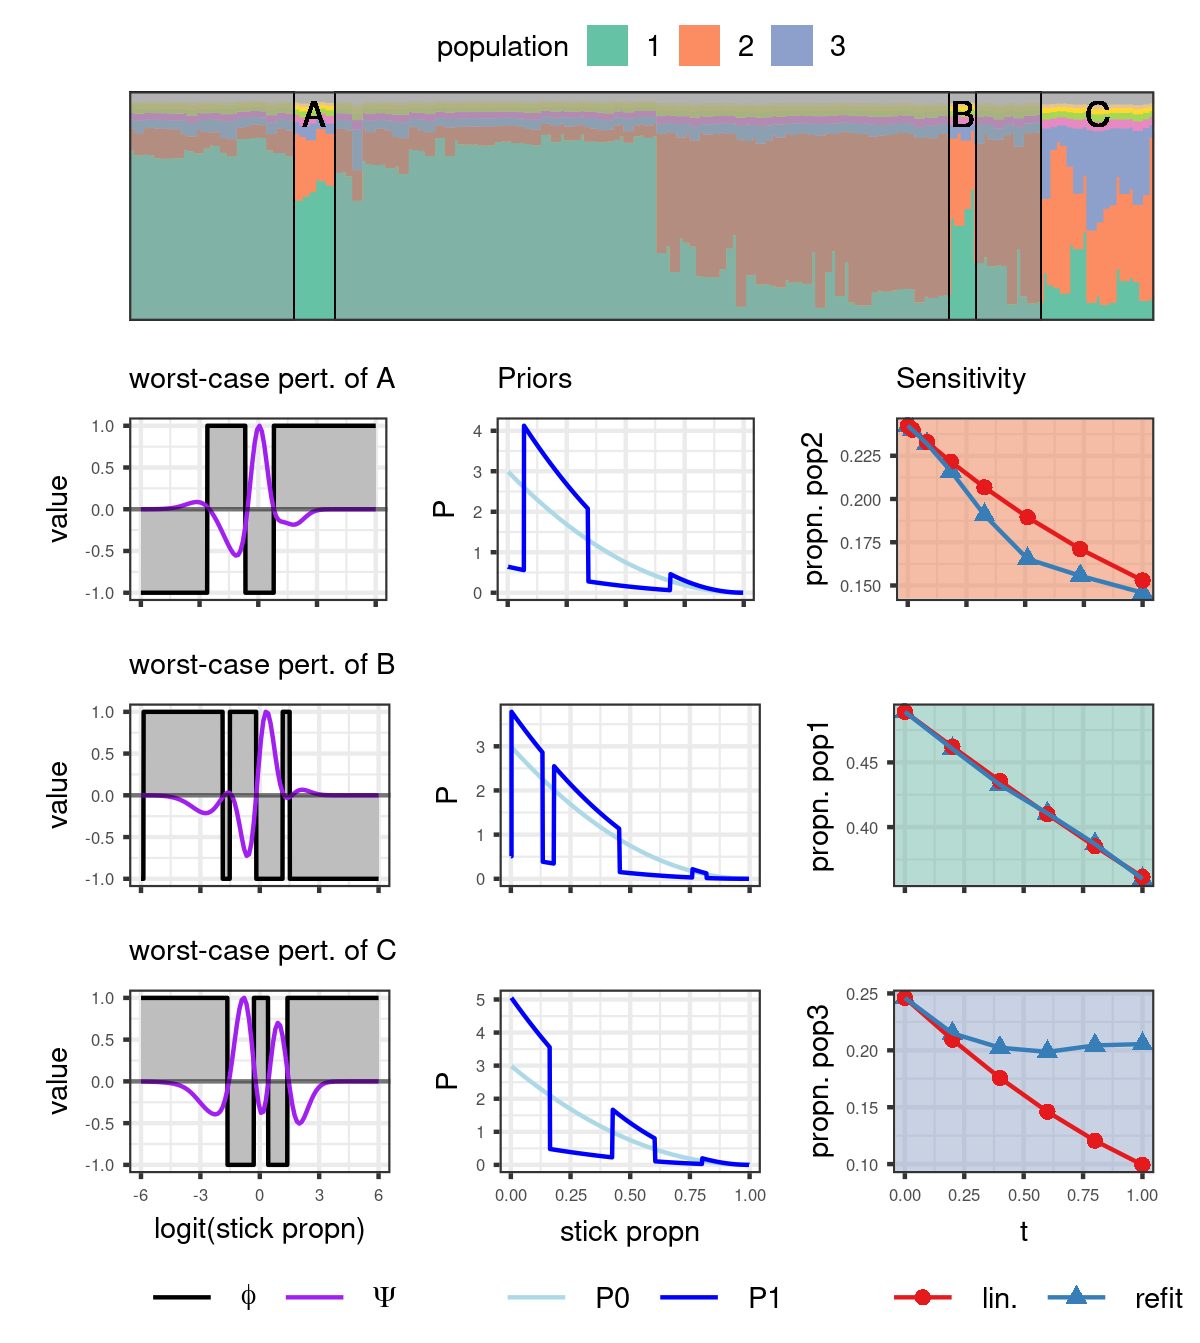 population 1 2 3
A B C
worst-case pert. of A Priors Sensitivity
value
1.0
0.5
0.0
-0.5
-1.0
P
4
3
2
1
0
propn. pop2
0.225
0.200
0.175
0.150
worst-case pert. of B
value
1.0
0.5
0.0
-0.5
-1.0
P
3
2
1
0
propn. pop1
0.45
0.40
worst-case pert. of C
value
1.0
0.5
0.0
-0.5
-1.0
-6 -3 0 3 6
logit(stick propn)
P
5
4
3
2
1
0
0.00 0.25 0.50 0.75 1.00
stick propn
propn. pop3
0.25
0.20
0.15
0.10
0.00 0.25 0.50 0.75 1.00
t
ϕ Ψ P0 P1 lin. refit